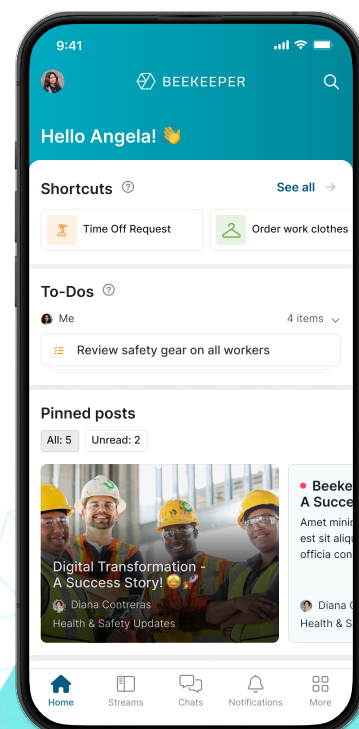 9:41
BEEKEEPER
Hello Angela! 👋
Shortcuts
See all →
Time Off Request
Order work clothes
To-Dos
Me
4 items
Review safety gear on all workers
Pinned posts
All: 5
Unread: 2
Digital Transformation -
A Success Story! 🤩
Diana Contreras
Health & Safety Updates
Beeke
A Succe
Amet minim
est sit aliqu
officia con
Diana C
Health & S
Home
Streams
Chats
Notifications
More